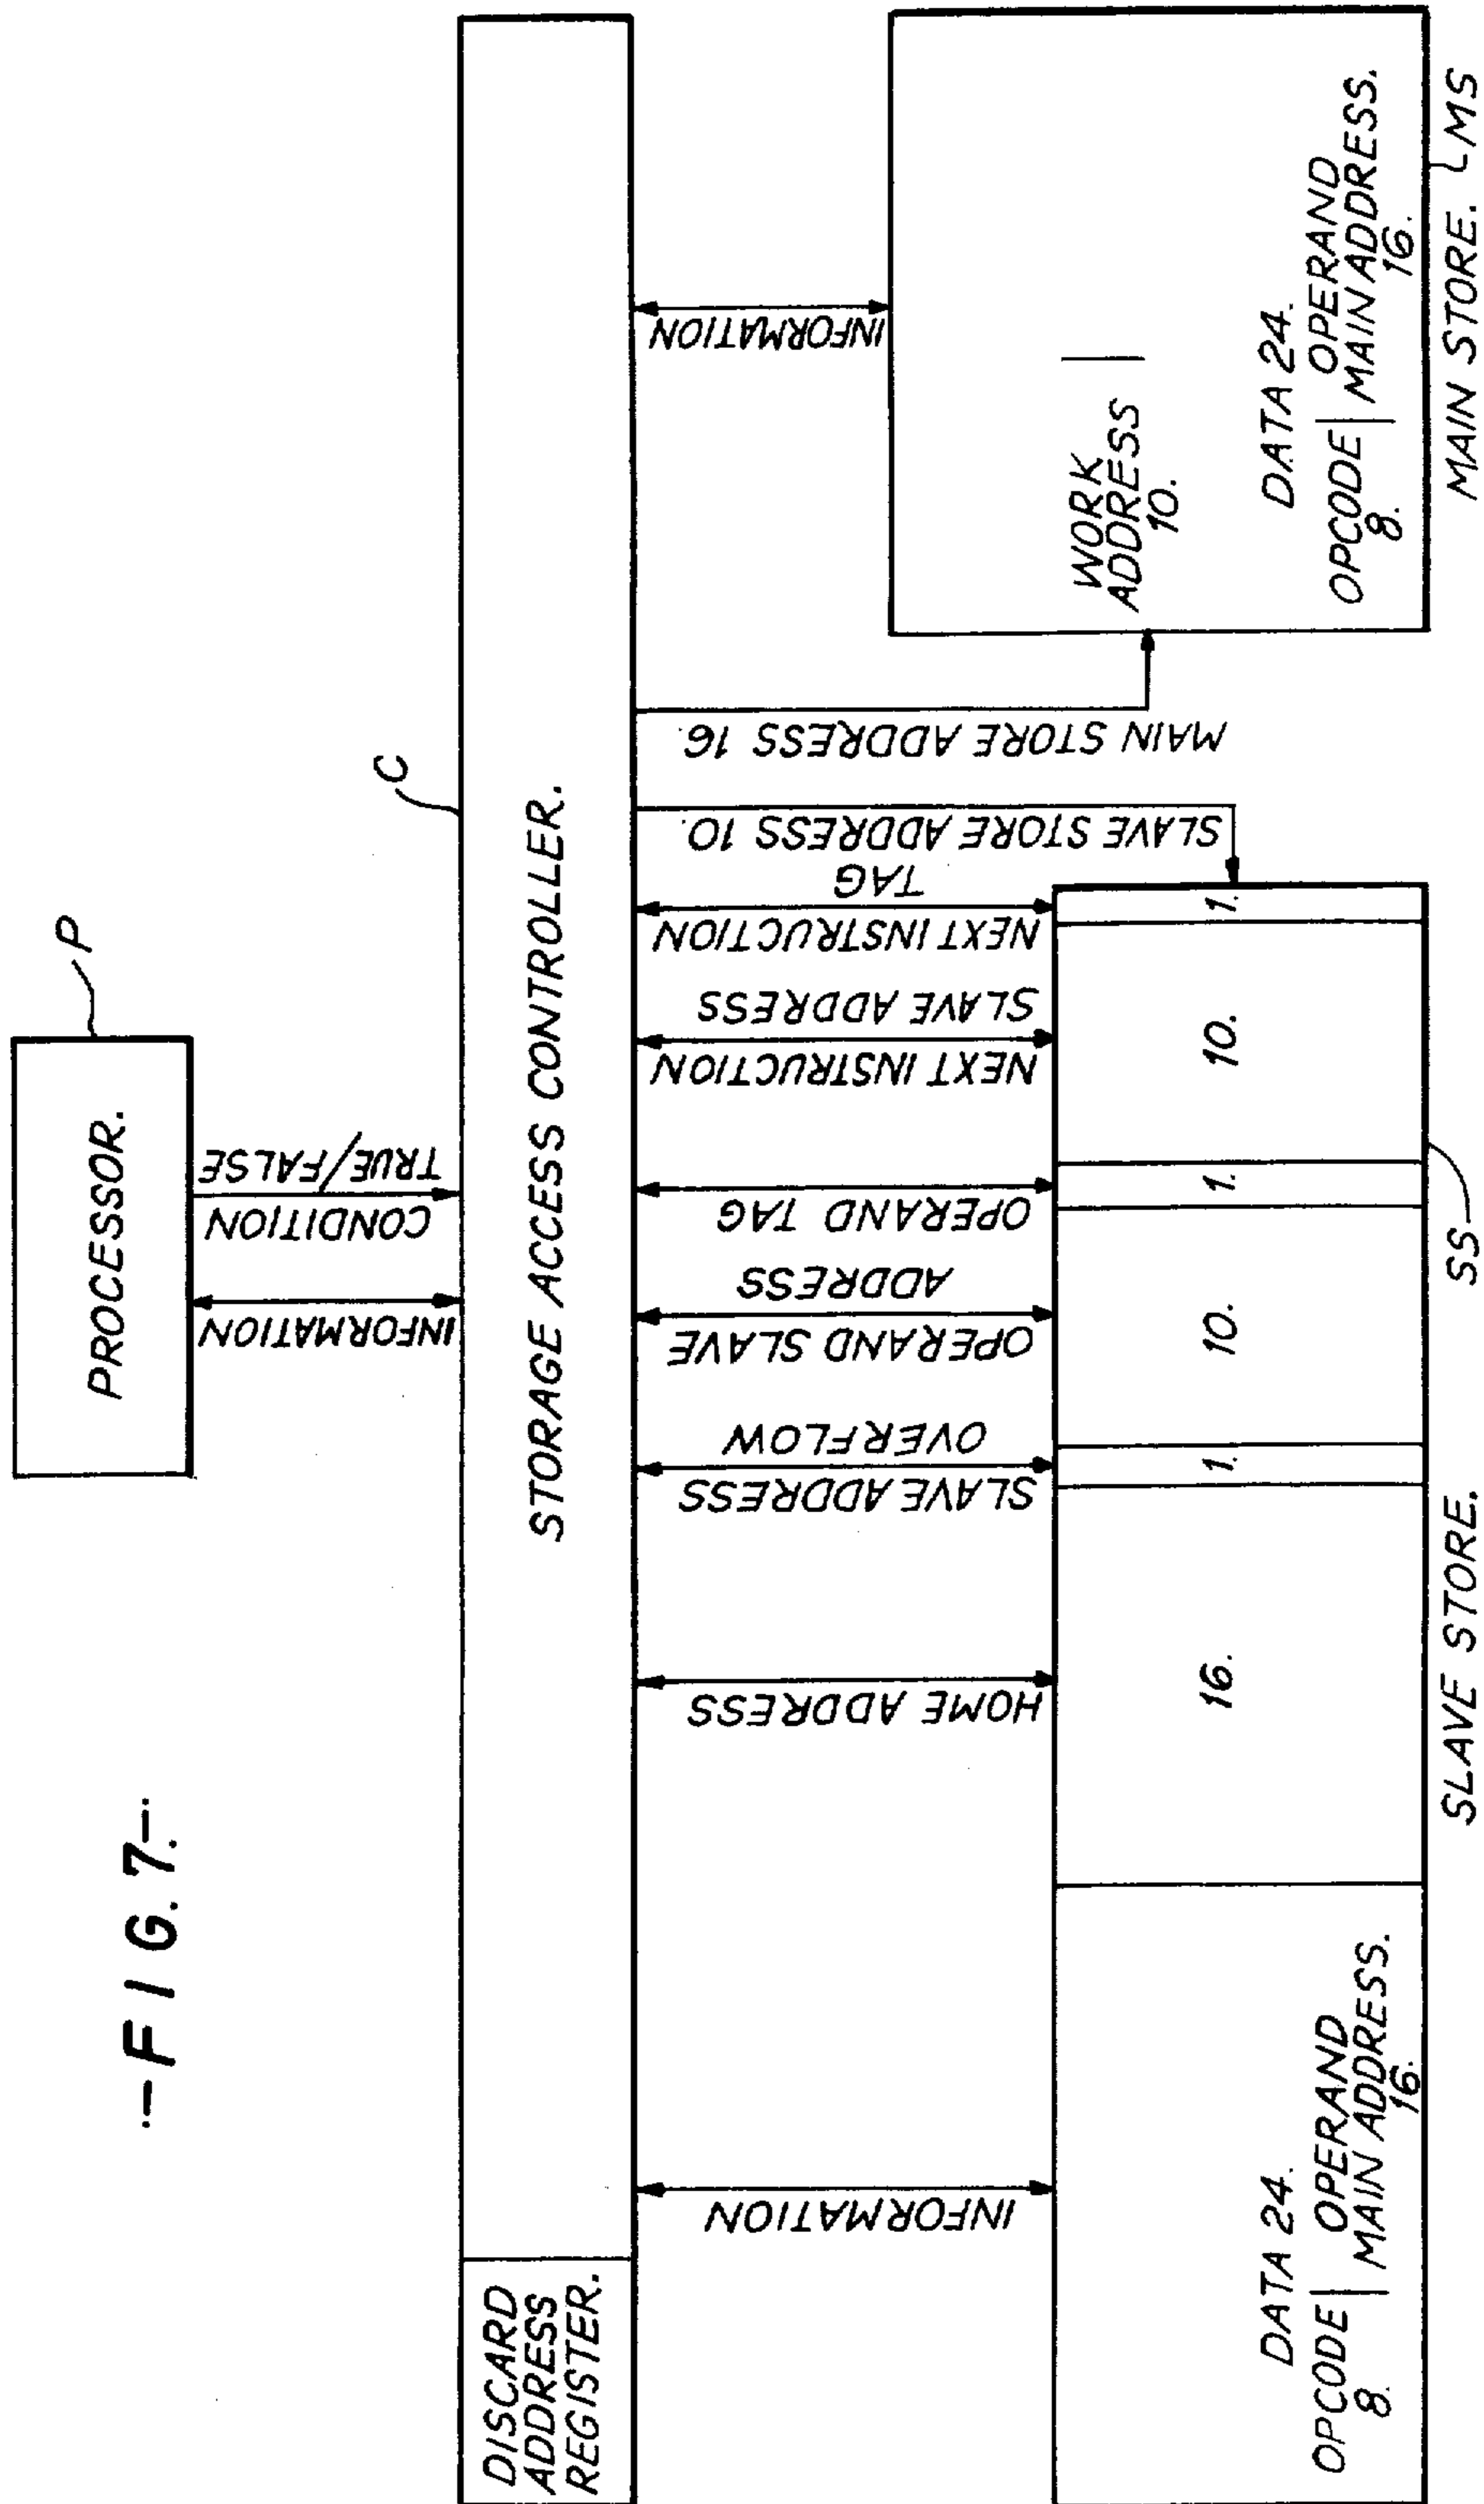 .—FIG.7.—.
PROCESSOR.
P
INFORMATION
CONDITION
TRUE/FALSE
C
DISCARD
ADDRESS
REGISTER.
STORAGE ACCESS CONTROLLER.
INFORMATION
HOME ADDRESS
SLAVE ADDRESS
OVERFLOW
OPERAND SLAVE
ADDRESS
OPERAND TAG
NEXT INSTRUCTION
SLAVE ADDRESS
NEXT INSTRUCTION
TAG
SLAVE STORE ADDRESS 10.
MAIN STORE ADDRESS 16.
INFORMATION
DATA 24.
OPCODE | OPERAND
8. MAIN ADDRESS.
16.
16.
1.
10.
1.
10.
1.
SLAVE STORE.
SS
WORK
ADDRESS
10.
DATA 24.
OPCODE | OPERAND
8. MAIN ADDRESS.
16.
MAIN STORE.
MS